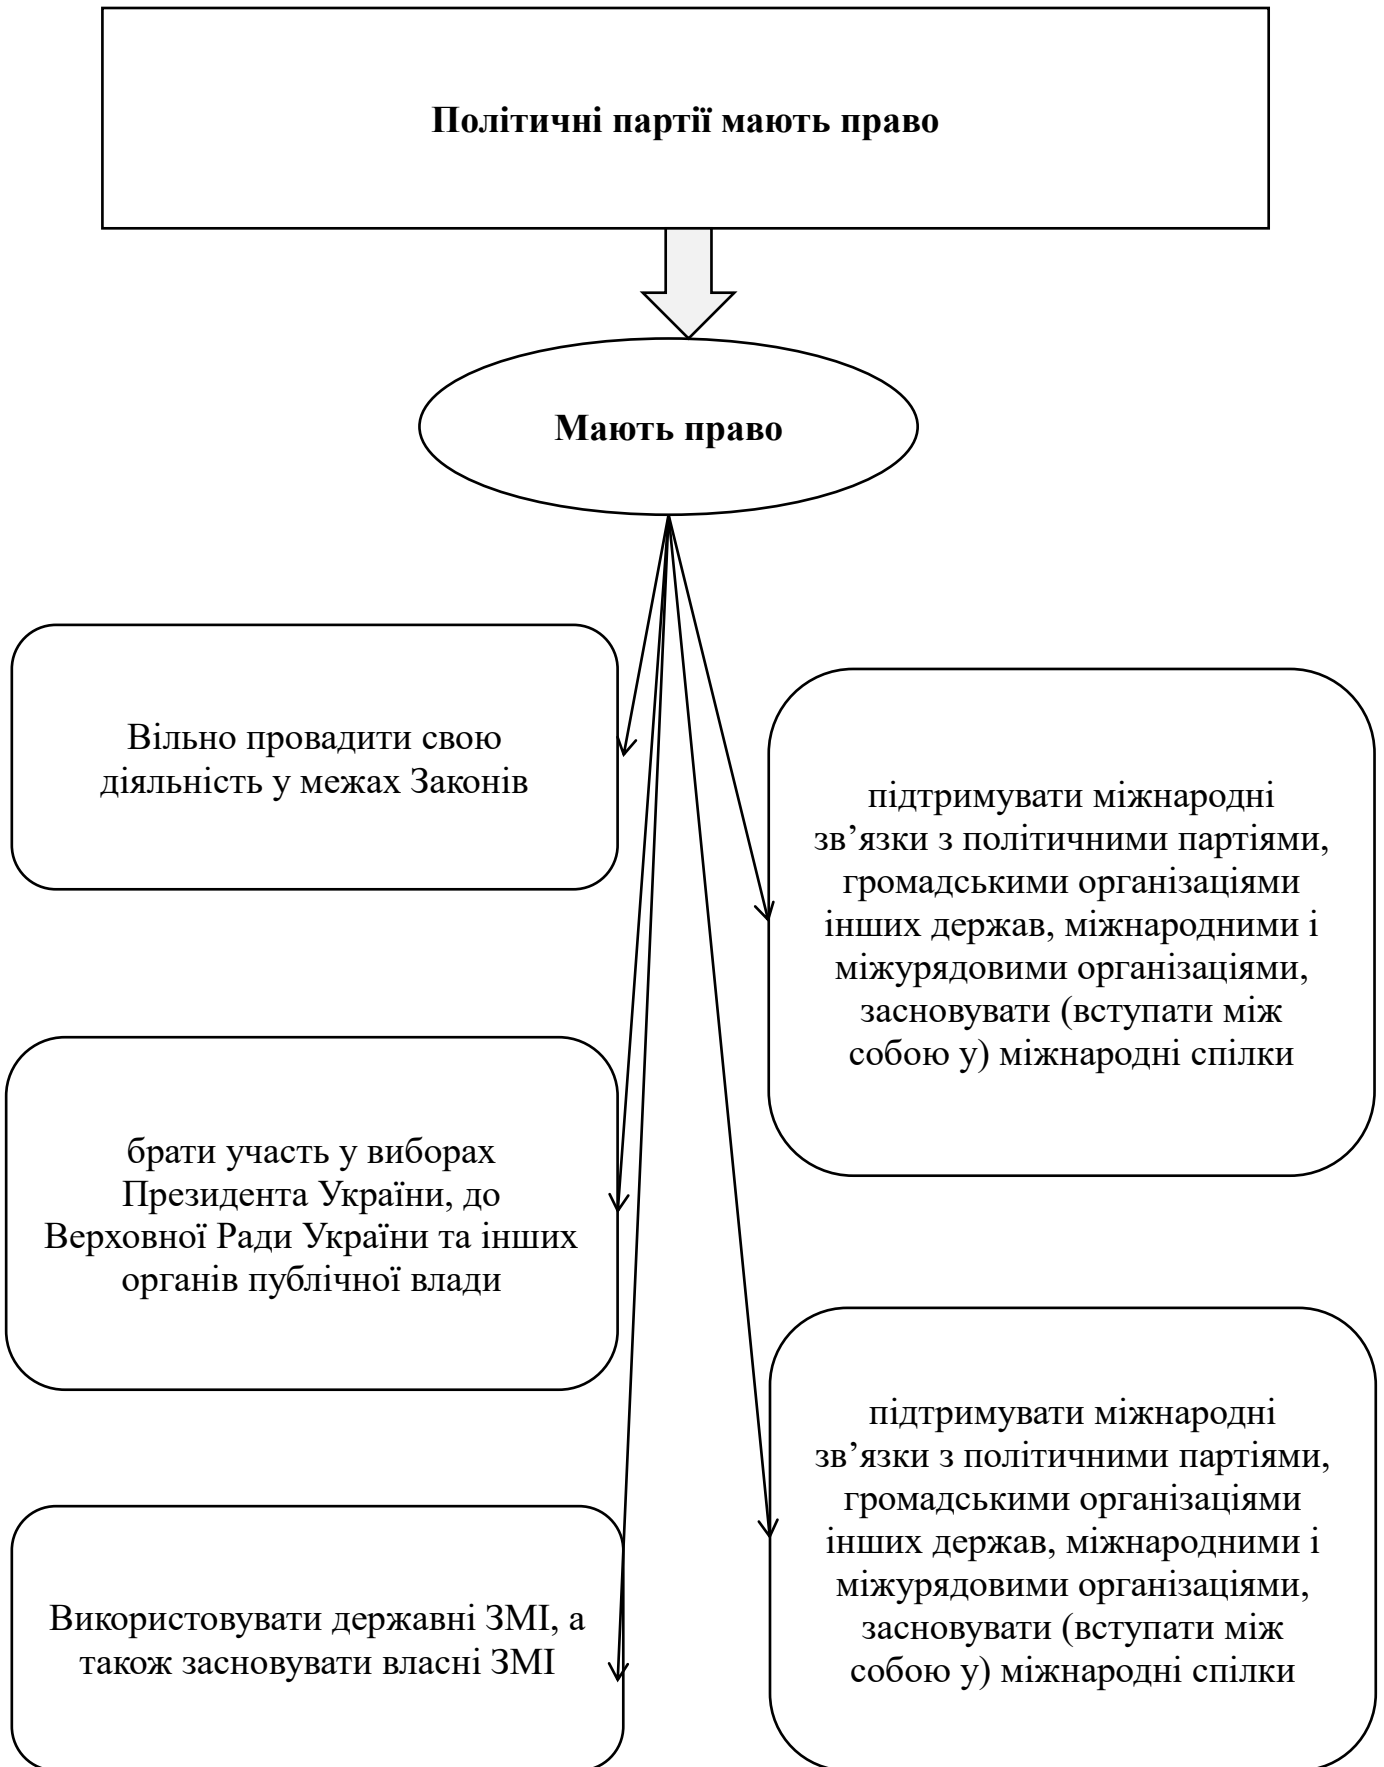 Політичні партії мають право
Мають право
Вільно провадити свою
діяльність у межах Законів
підтримувати міжнародні
зв’язки з політичними партіями,
громадськими організаціями
інших держав, міжнародними і
міжурядовими організаціями,
засновувати (вступати між
собою у) міжнародні спілки
брати участь у виборах
Президента України, до
Верховної Ради України та інших
органів публічної влади
підтримувати міжнародні
зв’язки з політичними партіями,
громадськими організаціями
інших держав, міжнародними і
міжурядовими організаціями,
засновувати (вступати між
собою у) міжнародні спілки
Використовувати державні ЗМІ, а
також засновувати власні ЗМІ